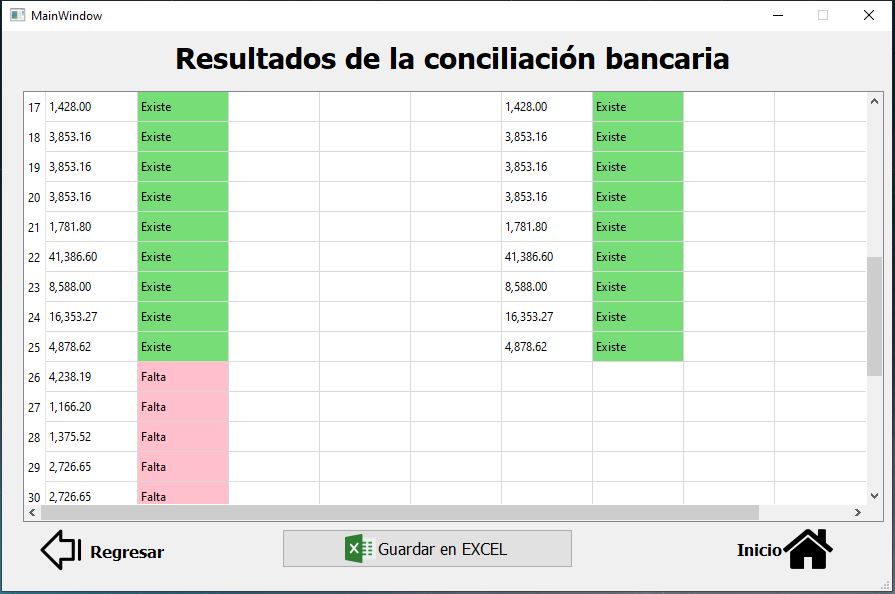 MainWindow
Resultados de la conciliación bancaria
17 1,428.00 Existe 1,428.00 Existe
18 3,853.16 Existe 3,853.16 Existe
19 3,853.16 Existe 3,853.16 Existe
20 3,853.16 Existe 3,853.16 Existe
21 1,781.80 Existe 1,781.80 Existe
22 41,386.60 Existe 41,386.60 Existe
23 8,588.00 Existe 8,588.00 Existe
24 16,353.27 Existe 16,353.27 Existe
25 4,878.62 Existe 4,878.62 Existe
26 4,238.19 Falta
27 1,166.20 Falta
28 1,375.52 Falta
29 2,726.65 Falta
30 2,726.65 Falta
Regresar
Guardar en EXCEL
Inicio